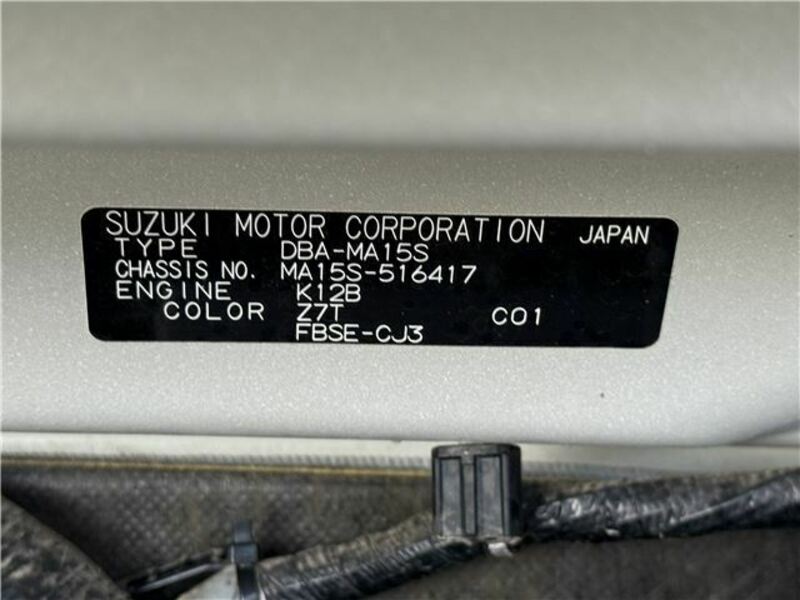 SUZUKI MOTOR CORPORATION JAPAN
TYPE DBA-MA15S
CHASSIS NO. MA15S-516417
ENGINE K12B
COLOR Z7T C01
FBSE-CJ3